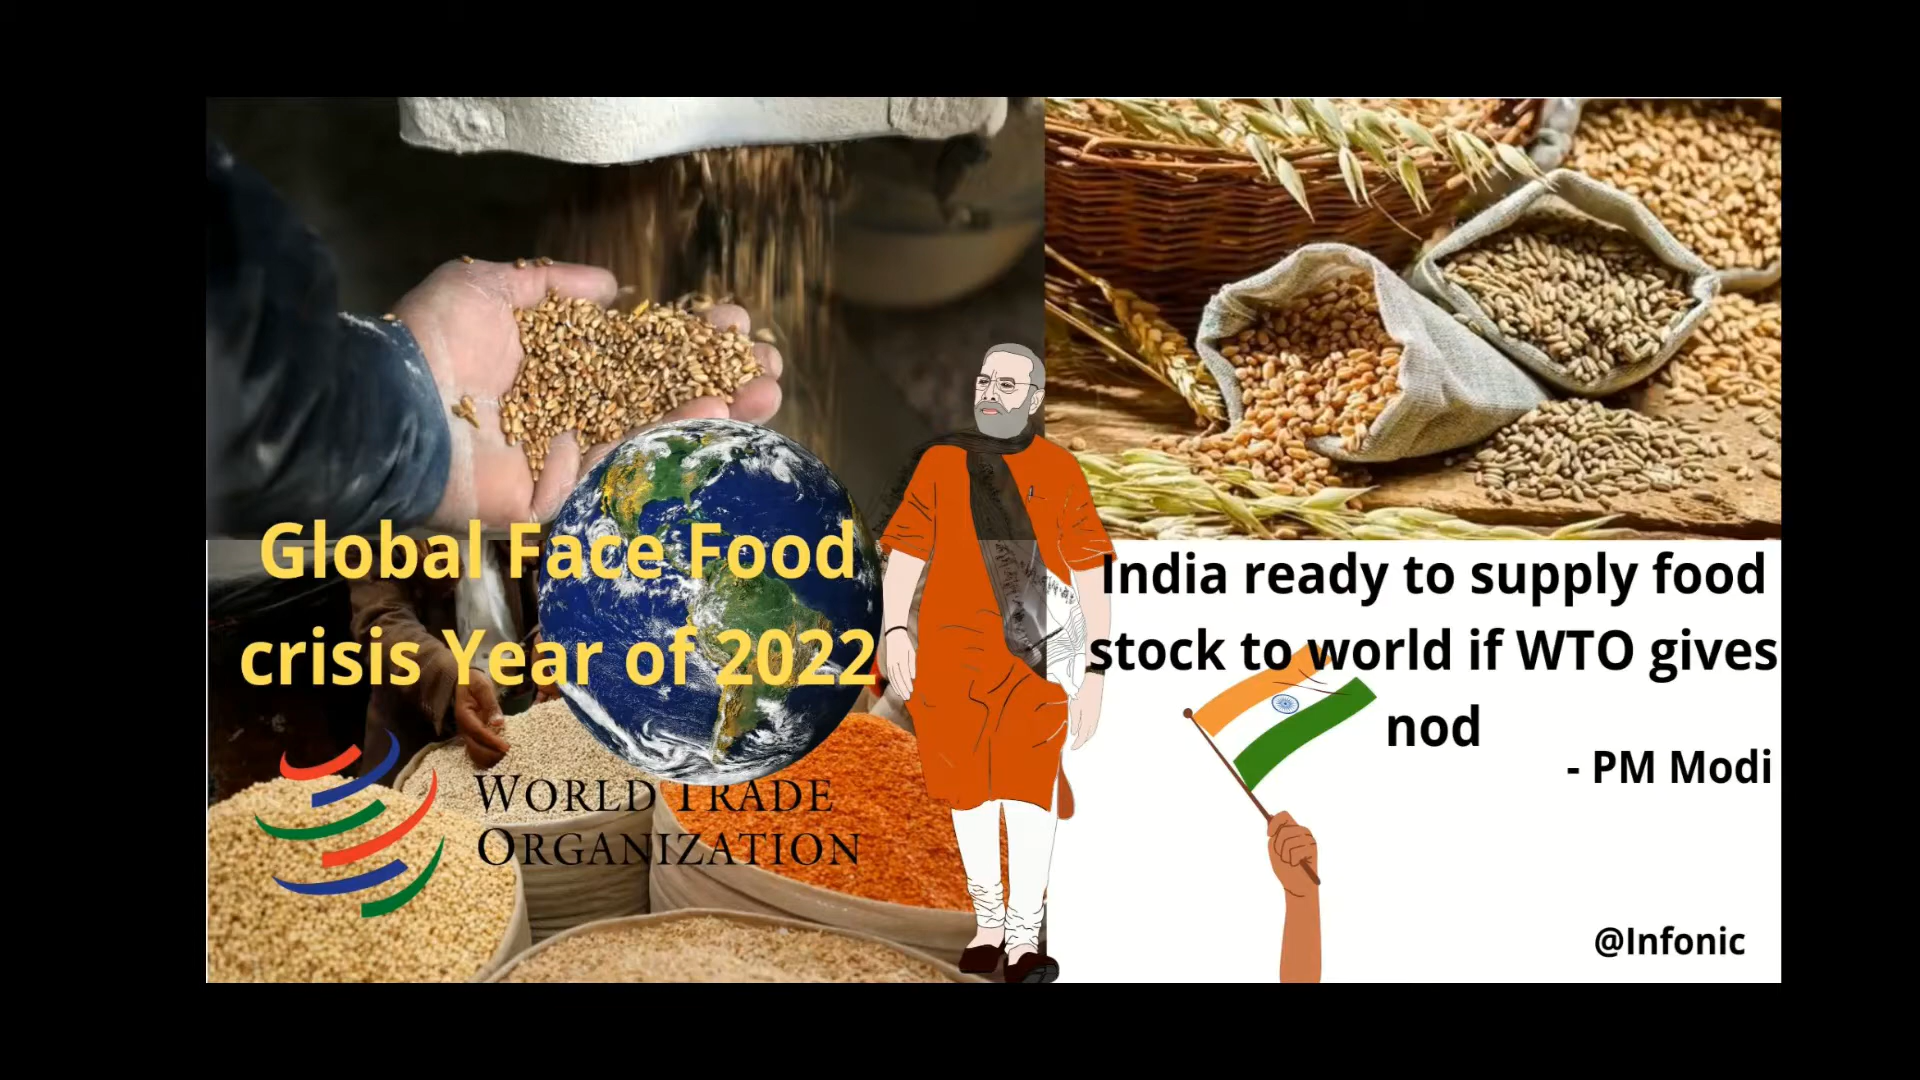 Global Face Food
crisis Year of 2022
WORLD TRADE
ORGANIZATION
India ready to supply food
stock to world if WTO gives
nod
- PM Modi
@Infonic